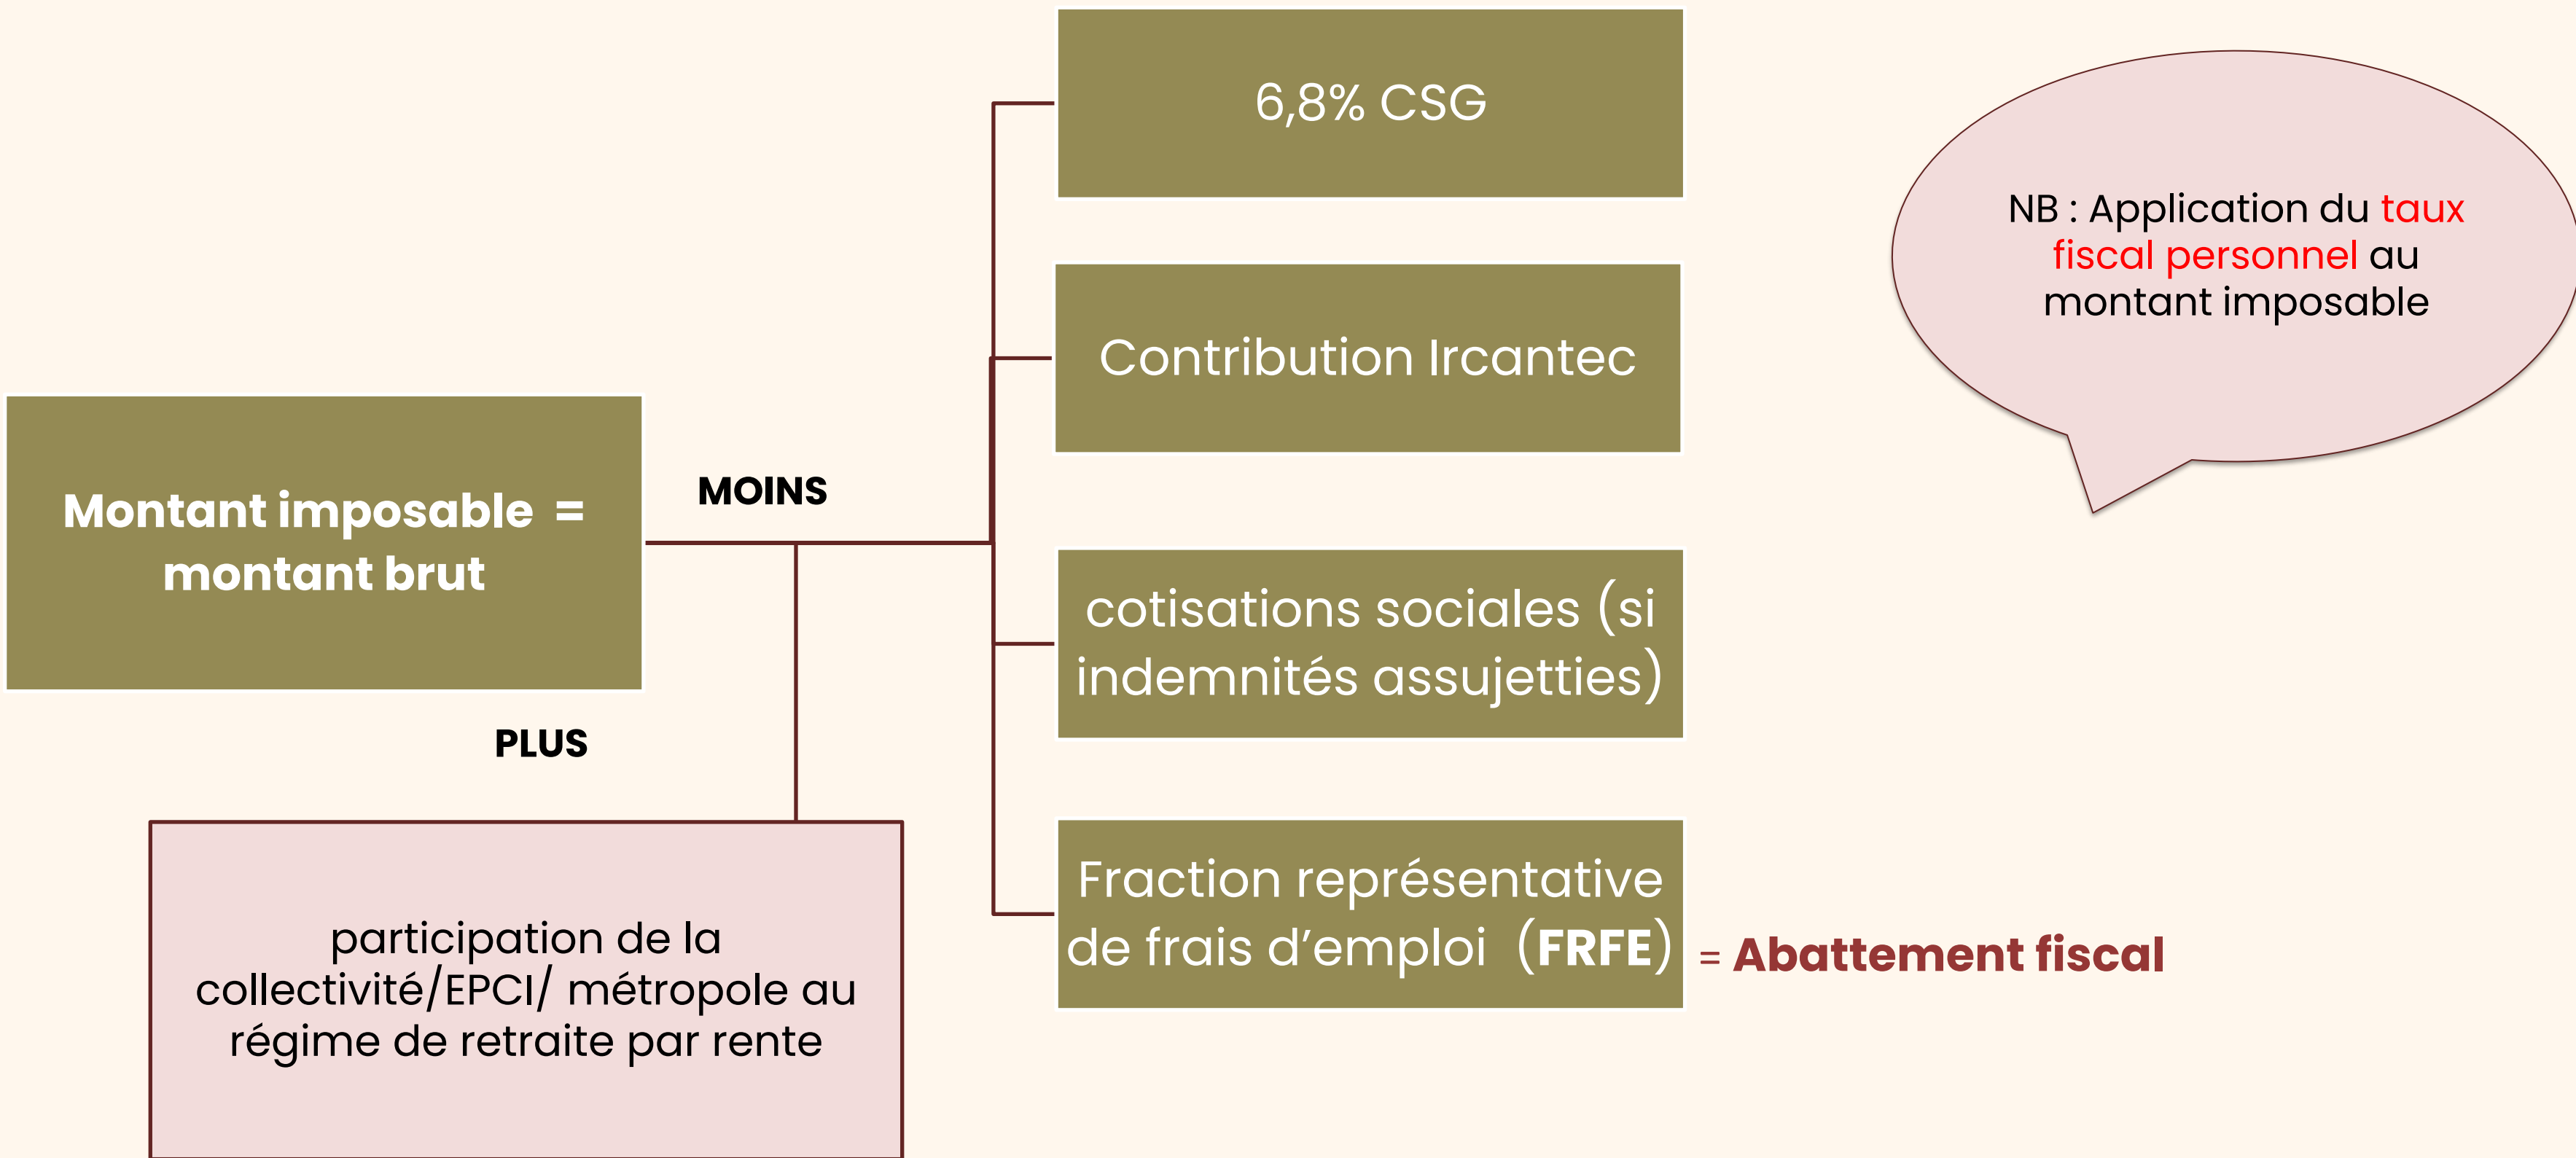 Montant imposable =
montant brut
MOINS
6,8% CSG
Contribution Ircantec
cotisations sociales (si
indemnités assujetties)
Fraction représentative
de frais d’emploi (FRFE)
= Abattement fiscal
PLUS
participation de la
collectivité/EPCI/ métropole au
régime de retraite par rente
NB : Application du taux
fiscal personnel au
montant imposable